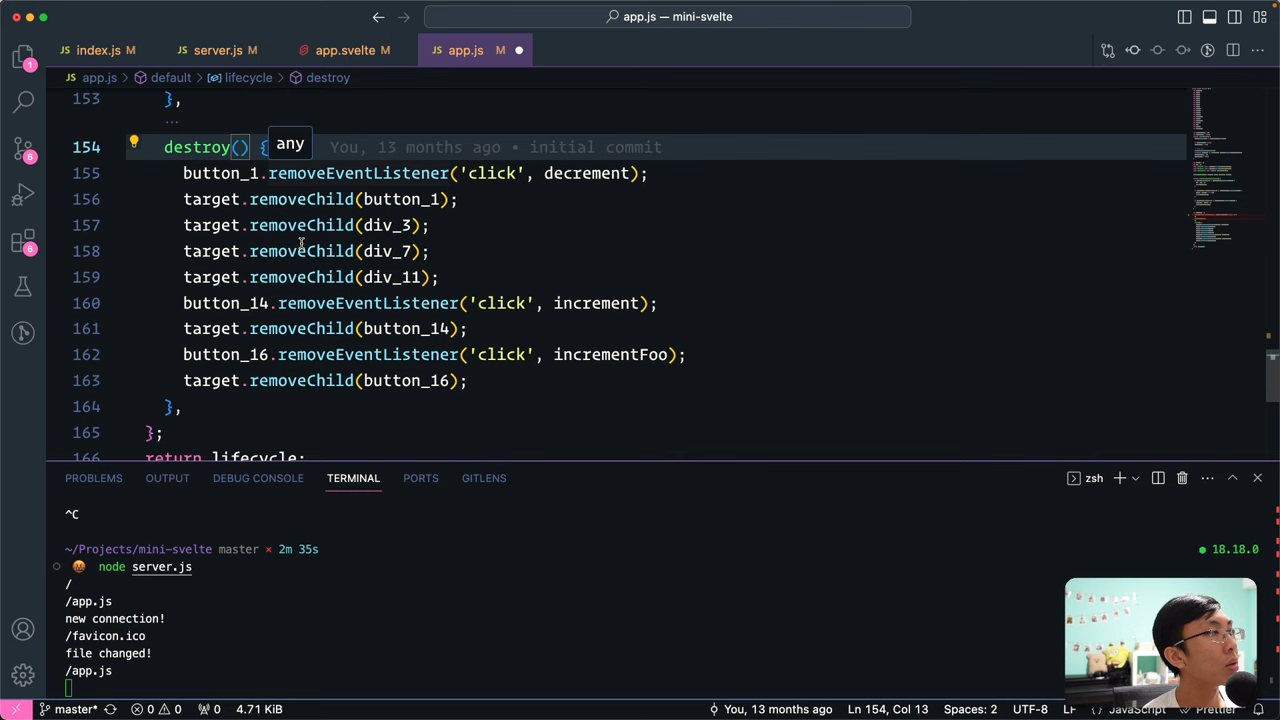 app.js — mini-svelte
JS index.js M
JS server.js M
app.svelte M
JS app.js M
JS app.js > default > lifecycle > destroy
153 },
...
154 destroy() {
any
You, 13 months ago initial commit
155 button_1.removeEventListener('click', decrement);
156 target.removeChild(button_1);
157 target.removeChild(div_3);
158 target.removeChild(div_7);
159 target.removeChild(div_11);
160 button_14.removeEventListener('click', increment);
161 target.removeChild(button_14);
162 button_16.removeEventListener('click', incrementFoo);
163 target.removeChild(button_16);
164 },
165 };
166 return lifecycle;
1
6
6
PROBLEMS OUTPUT DEBUG CONSOLE TERMINAL PORTS GITLENS
zsh
^C
~/Projects/mini-svelte master × 2m 35s
18.18.0
node server.js
/
/app.js
new connection!
/favicon.ico
file changed!
/app.js
master* 0 0 0 4.71 KiB You, 13 months ago Ln 154, Col 13 Spaces: 2 UTF-8 LF {} JavaScript Prettier